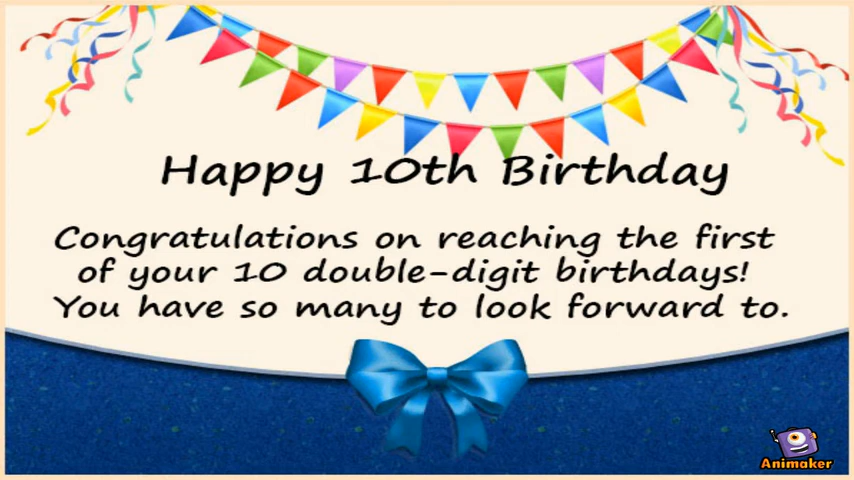 Happy 10th Birthday
Congratulations on reaching the first
of your 10 double-digit birthdays!
You have so many to look forward to.
Animaker